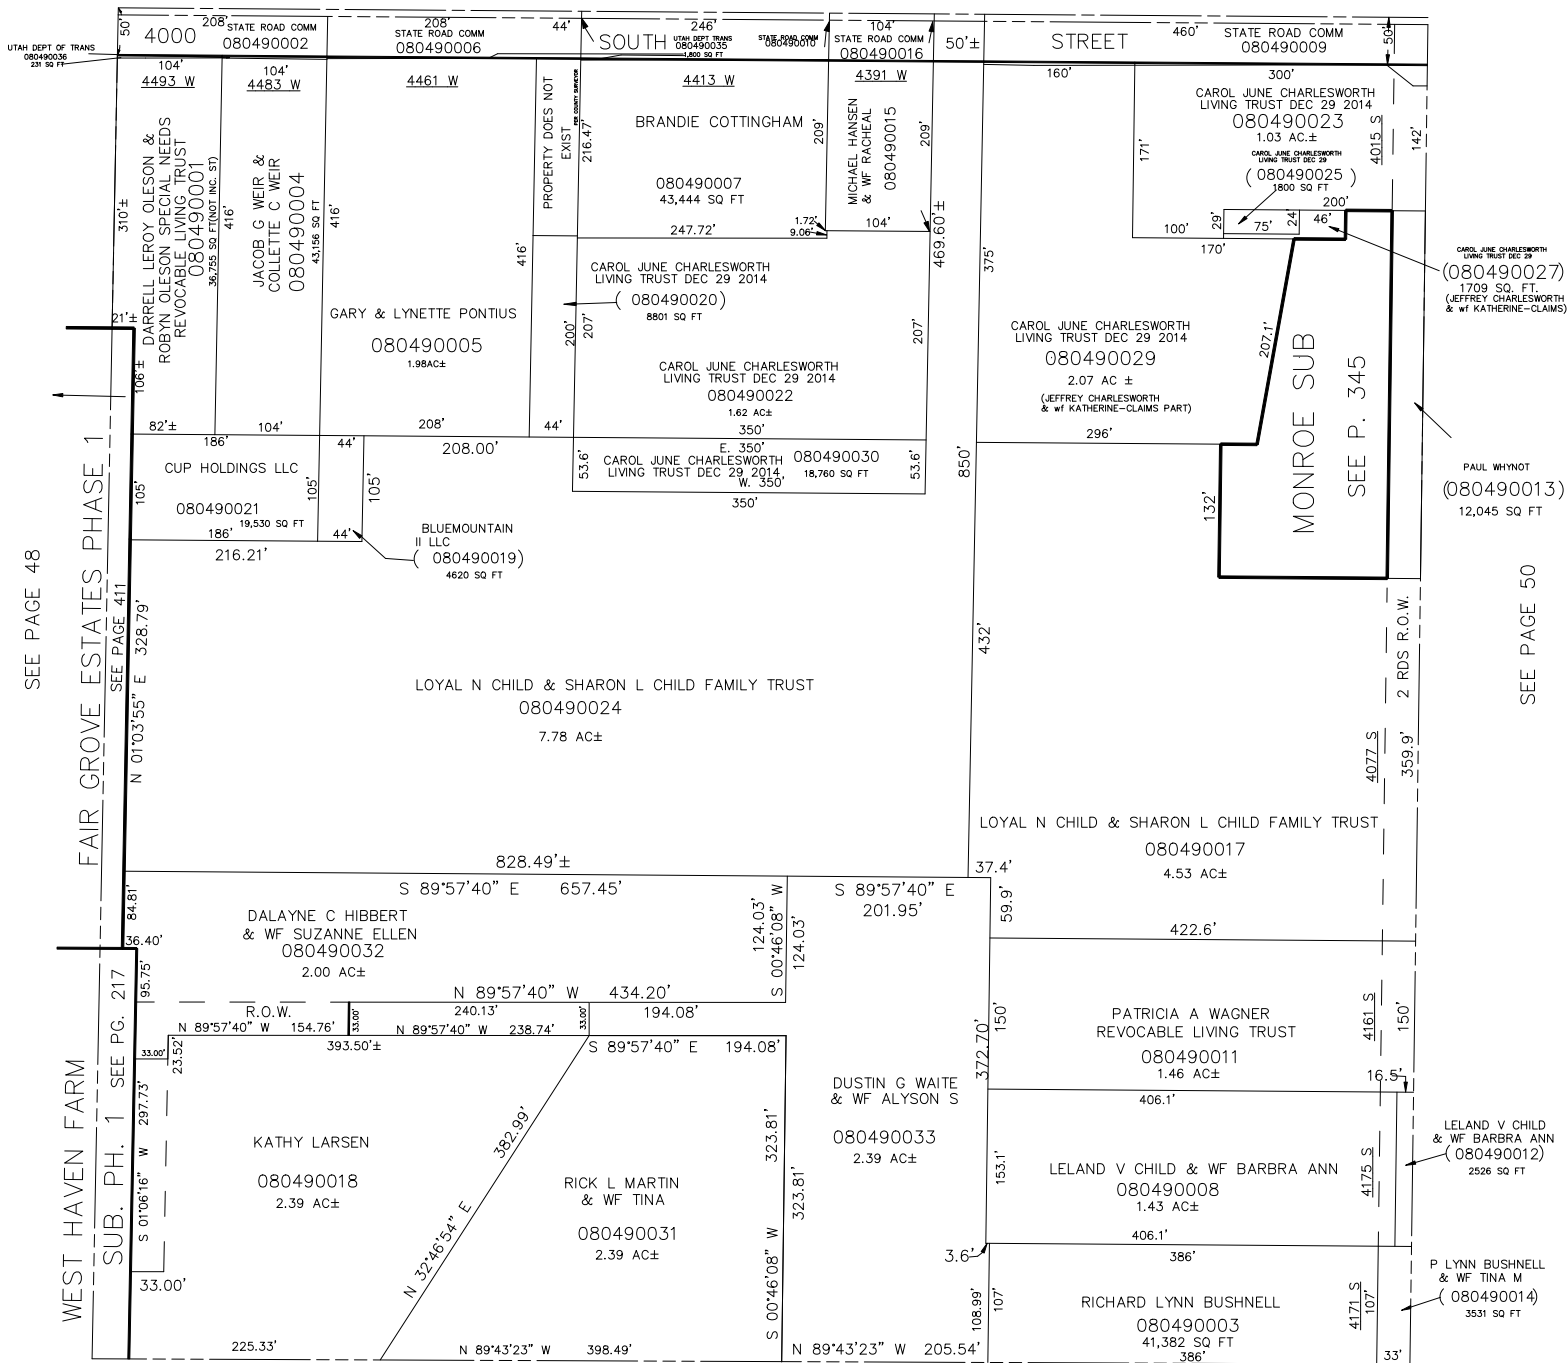 50'
208'
STATE ROAD COMM
080490002
208'
STATE ROAD COMM
080490006
44'
246'
UTAH DEPT TRANS
080490035
1,800 SQ FT
STATE ROAD COMM
080490010
104'
STATE ROAD COMM
080490016
50'±
460'
STATE ROAD COMM
080490009
50'
4000
SOUTH
STREET
UTAH DEPT OF TRANS
080490036
231 SQ FT
104'
4493 W
104'
4483 W
4461 W
4413 W
4391 W
160'
300'
DARRELL LEROY OLESON &
ROBYN OLESON SPECIAL NEEDS
REVOCABLE LIVING TRUST
080490001
36,755 SQ FT(NOT INC. ST)
310'±
416'
JACOB G WEIR &
COLLETTE C WEIR
080490004
43,156 SQ FT
416'
GARY & LYNETTE PONTIUS
080490005
1.98AC±
416'
PROPERTY DOES NOT
EXIST
PER COUNTY SURVEYOR
216.47'
BRANDIE COTTINGHAM
080490007
43,444 SQ FT
247.72'
209'
1.72'
9.06'
MICHAEL HANSEN
& WF RACHEAL
080490015
209'
104'
469.60'±
CAROL JUNE CHARLESWORTH
LIVING TRUST DEC 29 2014
080490023
1.03 AC.±
4015 S
142'
171'
CAROL JUNE CHARLESWORTH
LIVING TRUST DEC 29
( 080490025 )
1800 SQ FT
200'
29'
75'
24'
46'
100'
170'
375'
CAROL JUNE CHARLESWORTH
LIVING TRUST DEC 29
(080490027)
1709 SQ. FT.
(JEFFREY CHARLESWORTH
& wf KATHERINE-CLAIMS)
CAROL JUNE CHARLESWORTH
LIVING TRUST DEC 29 2014
( 080490020 )
8801 SQ FT
200'
207'
207'
CAROL JUNE CHARLESWORTH
LIVING TRUST DEC 29 2014
080490022
1.62 AC±
350'
CAROL JUNE CHARLESWORTH
LIVING TRUST DEC 29 2014
080490029
2.07 AC ±
(JEFFREY CHARLESWORTH
& wf KATHERINE-CLAIMS PART)
296'
207.1'
MONROE SUB
SEE P. 345
132'
21'±
106'±
82'±
104'
208'
44'
186'
44'
208.00'
E. 350'
CAROL JUNE CHARLESWORTH
LIVING TRUST DEC 29 2014
080490030
18,760 SQ FT
W. 350'
350'
53.6'
53.6'
850'
CUP HOLDINGS LLC
080490021
19,530 SQ FT
105'
105'
105'
186'
44'
216.21'
BLUEMOUNTAIN
II LLC
( 080490019)
4620 SQ FT
PAUL WHYNOT
(080490013)
12,045 SQ FT
SEE PAGE 48
SEE PAGE 50
FAIR GROVE ESTATES PHASE 1
SEE PAGE 411
N 01°03'55" E 328.79'
432'
2 RDS R.O.W.
4077 S
359.9'
LOYAL N CHILD & SHARON L CHILD FAMILY TRUST
080490024
7.78 AC±
LOYAL N CHILD & SHARON L CHILD FAMILY TRUST
080490017
4.53 AC±
828.49'±
37.4'
S 89°57'40" E 657.45'
S 89°57'40" E
201.95'
59.9'
422.6'
84.81'
36.40'
DALAYNE C HIBBERT
& WF SUZANNE ELLEN
080490032
2.00 AC±
124.03'
S 00°46'08" W
124.03'
N 89°57'40" W 434.20'
95.75'
R.O.W.
N 89°57'40" W 154.76'
33.00'
240.13'
N 89°57'40" W 238.74'
33.00'
194.08'
393.50'±
S 89°57'40" E 194.08'
33.00'
23.52'
WEST HAVEN FARM
SUB. PH. 1 SEE PG. 217
S 01°06'16" W 297.73'
33.00'
KATHY LARSEN
080490018
2.39 AC±
225.33'
382.99'
N 32°46'54" E
RICK L MARTIN
& WF TINA
080490031
2.39 AC±
N 89°43'23" W 398.49'
S 00°46'08" W 323.81'
323.81'
DUSTIN G WAITE
& WF ALYSON S
080490033
2.39 AC±
372.70'
N 89°43'23" W 205.54'
150'
PATRICIA A WAGNER
REVOCABLE LIVING TRUST
080490011
1.46 AC±
4161 S
150'
16.5'
406.1'
153.1'
LELAND V CHILD & WF BARBRA ANN
080490008
1.43 AC±
4175 S
406.1'
LELAND V CHILD
& WF BARBRA ANN
( 080490012)
2526 SQ FT
3.6'
386'
108.99'
107'
RICHARD LYNN BUSHNELL
080490003
41,382 SQ FT
386'
4171 S
107'
33'
P LYNN BUSHNELL
& WF TINA M
( 080490014)
3531 SQ FT